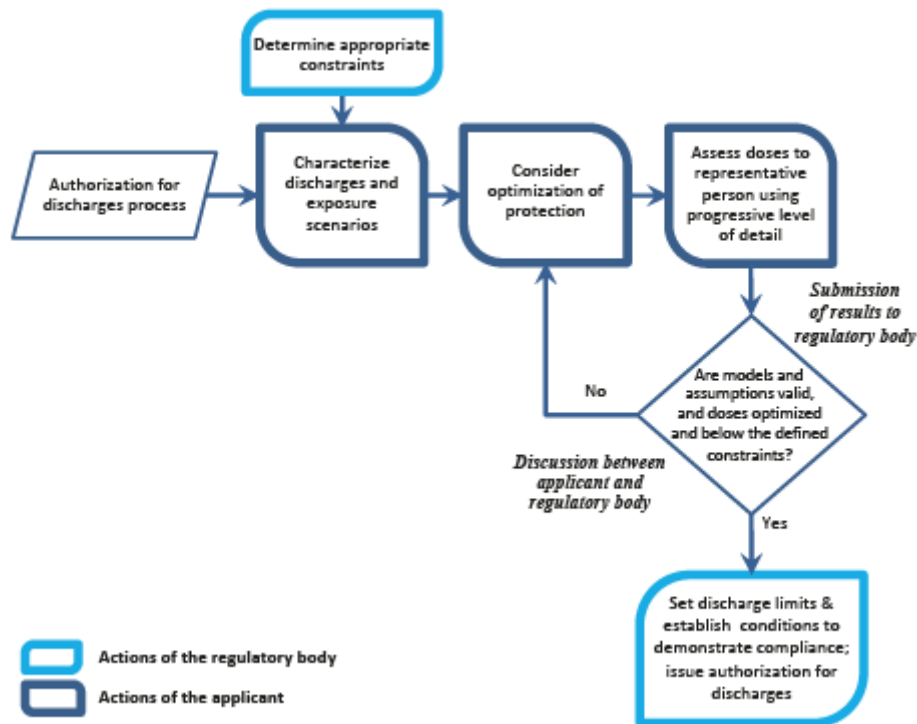 Determine appropriate
constraints
Authorization for
discharges process
Characterize
discharges and
exposure
scenarios
Consider
optimization of
protection
Assess doses to
representative
person using
progressive level
of detail
Submission
of results to
regulatory body
Are models and
assumptions valid,
and doses optimized
and below the defined
constraints?
No
Discussion between
applicant and
regulatory body
Yes
Set discharge limits &
establish conditions to
demonstrate compliance;
issue authorization for
discharges
Actions of the regulatory body
Actions of the applicant